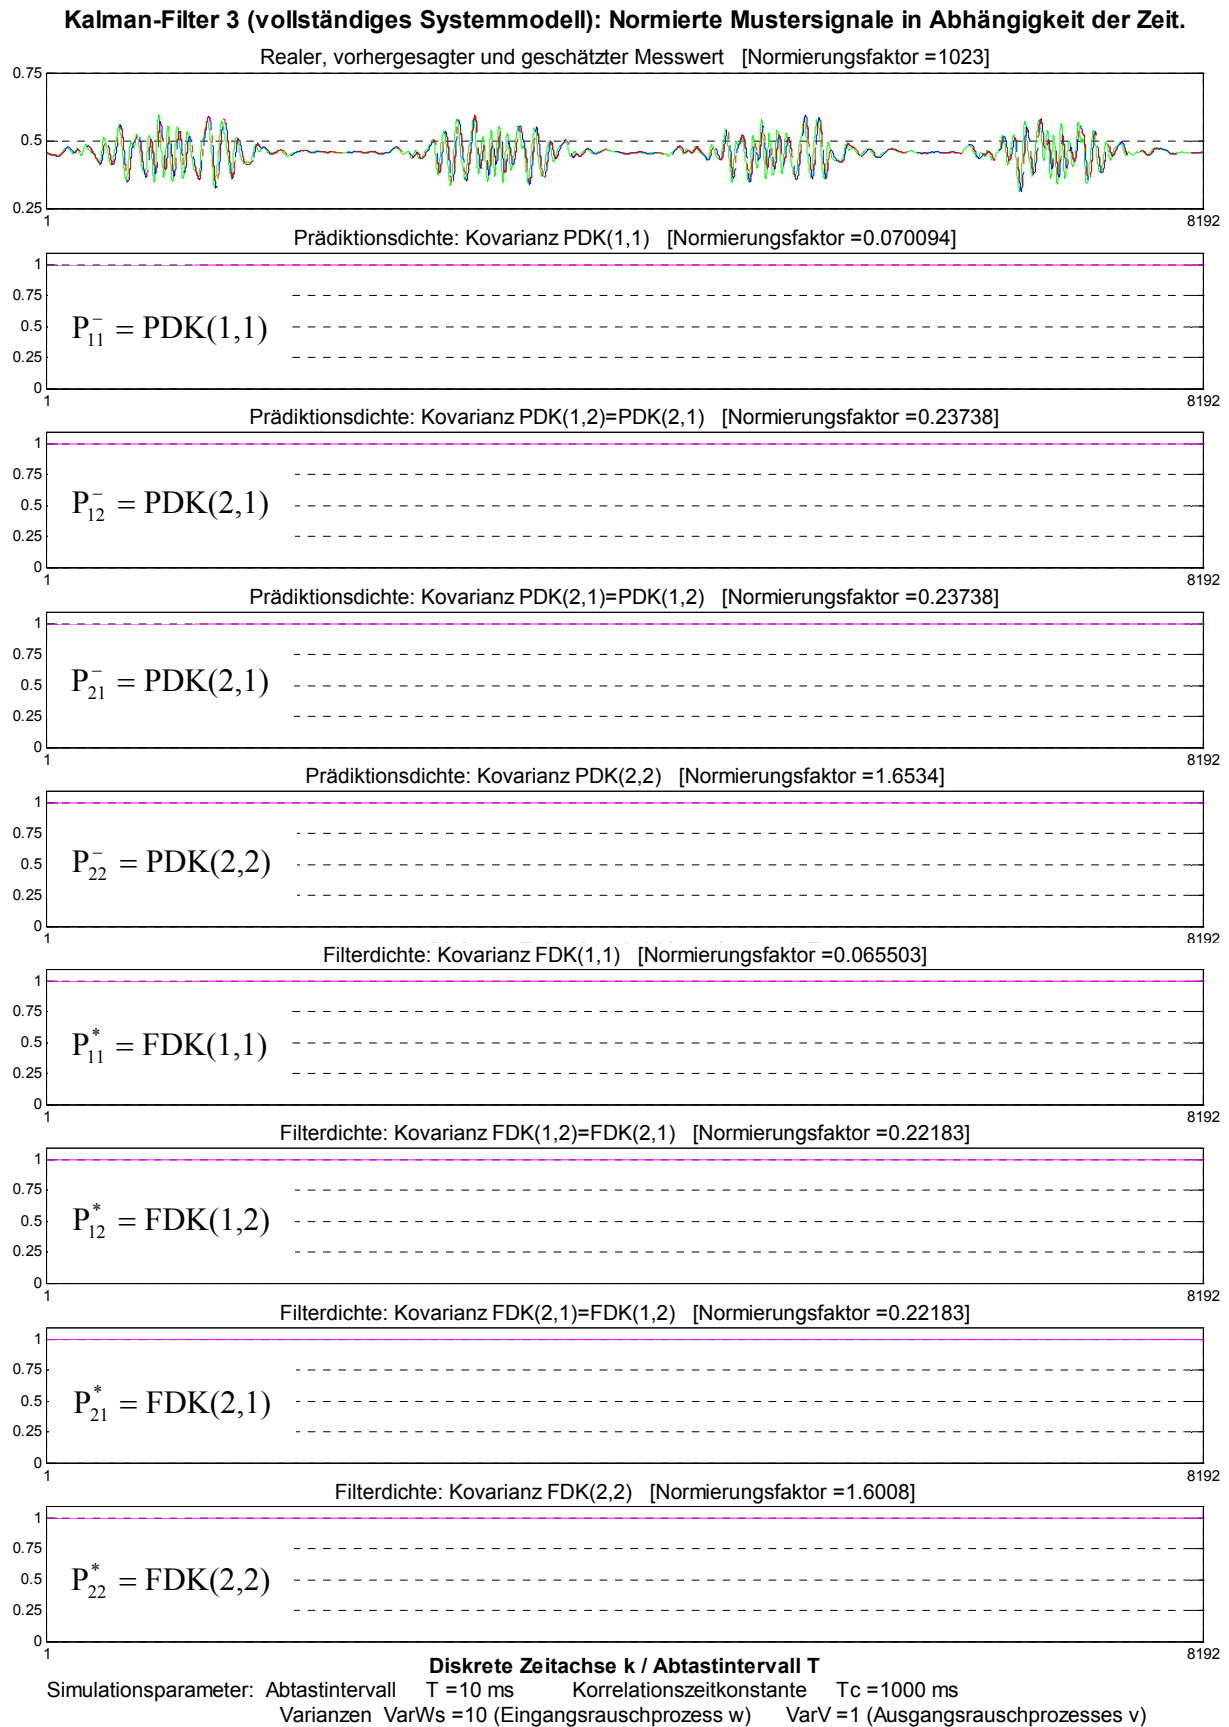 Kalman-Filter 3 (vollständiges Systemmodell): Normierte Mustersignale in Abhängigkeit der Zeit.
Realer, vorhergesagter und geschätzter Messwert [Normierungsfaktor =1023]
0.75
0.5
0.25
1 8192
Prädiktionsdichte: Kovarianz PDK(1,1) [Normierungsfaktor =0.070094]
1
0.75
0.5
0.25
0
P₁₁⁻ = PDK(1,1)
1 8192
Prädiktionsdichte: Kovarianz PDK(1,2)=PDK(2,1) [Normierungsfaktor =0.23738]
1
0.75
0.5
0.25
0
P₁₂⁻ = PDK(2,1)
1 8192
Prädiktionsdichte: Kovarianz PDK(2,1)=PDK(1,2) [Normierungsfaktor =0.23738]
1
0.75
0.5
0.25
0
P₂₁⁻ = PDK(2,1)
1 8192
Prädiktionsdichte: Kovarianz PDK(2,2) [Normierungsfaktor =1.6534]
1
0.75
0.5
0.25
0
P₂₂⁻ = PDK(2,2)
1 8192
Filterdichte: Kovarianz FDK(1,1) [Normierungsfaktor =0.065503]
1
0.75
0.5
0.25
0
P₁₁* = FDK(1,1)
1 8192
Filterdichte: Kovarianz FDK(1,2)=FDK(2,1) [Normierungsfaktor =0.22183]
1
0.75
0.5
0.25
0
P₁₂* = FDK(1,2)
1 8192
Filterdichte: Kovarianz FDK(2,1)=FDK(1,2) [Normierungsfaktor =0.22183]
1
0.75
0.5
0.25
0
P₂₁* = FDK(2,1)
1 8192
Filterdichte: Kovarianz FDK(2,2) [Normierungsfaktor =1.6008]
1
0.75
0.5
0.25
0
P₂₂* = FDK(2,2)
1 8192
Diskrete Zeitachse k / Abtastintervall T
Simulationsparameter: Abtastintervall T =10 ms Korrelationszeitkonstante Tc =1000 ms
Varianzen VarWs =10 (Eingangsrauschprozess w) VarV =1 (Ausgangsrauschprozesses v)